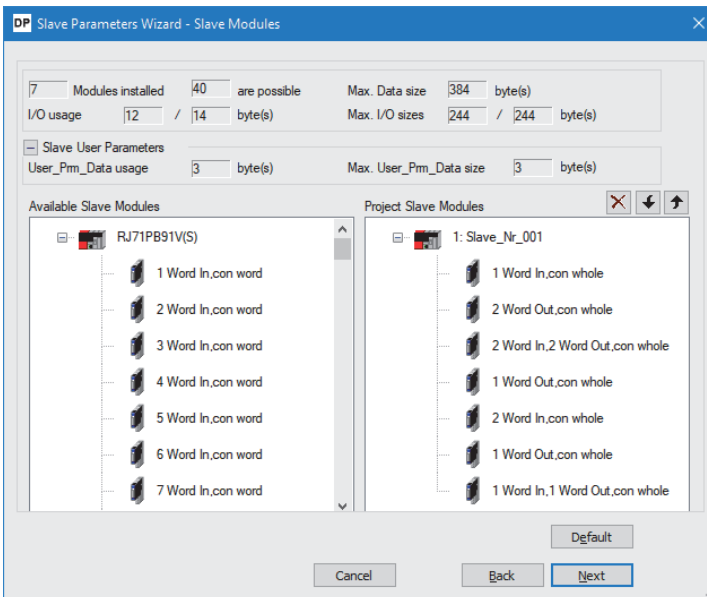 DP Slave Parameters Wizard - Slave Modules
7 Modules installed 40 are possible Max. Data size 384 byte(s)
I/O usage 12 / 14 byte(s) Max. I/O sizes 244 / 244 byte(s)
Slave User Parameters
User_Prm_Data usage 3 byte(s) Max. User_Prm_Data size 3 byte(s)
Available Slave Modules
RJ71PB91V(S)
1 Word In,con word
2 Word In,con word
3 Word In,con word
4 Word In,con word
5 Word In,con word
6 Word In,con word
7 Word In,con word
Project Slave Modules
1: Slave_Nr_001
1 Word In,con whole
2 Word Out,con whole
2 Word In,2 Word Out,con whole
1 Word Out,con whole
2 Word In,con whole
1 Word Out,con whole
1 Word In,1 Word Out,con whole
Default
Cancel Back Next